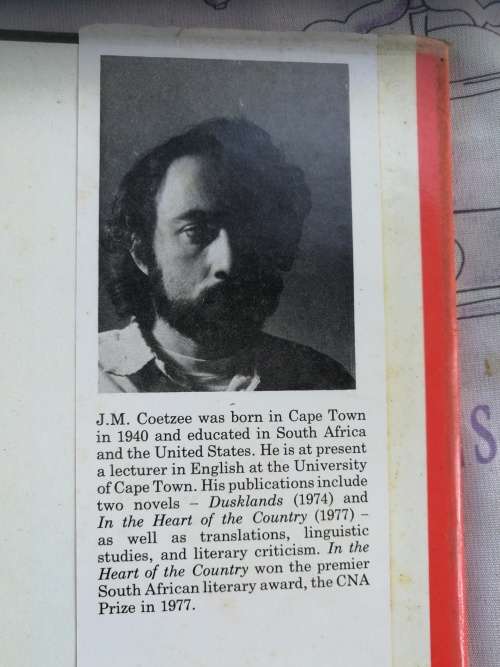 J.M. Coetzee was born in Cape Town
in 1940 and educated in South Africa
and the United States. He is at present
a lecturer in English at the University
of Cape Town. His publications include
two novels – Dusklands (1974) and
In the Heart of the Country (1977) –
as well as translations, linguistic
studies, and literary criticism. In the
Heart of the Country won the premier
South African literary award, the CNA
Prize in 1977.
S